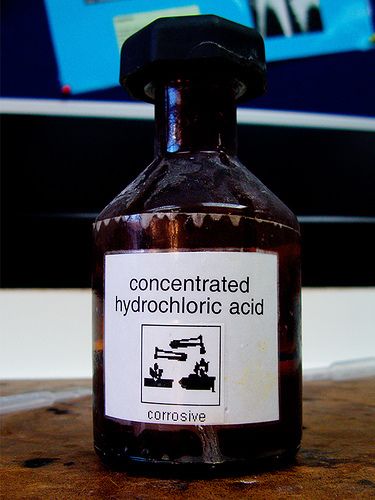 concentrated
hydrochloric acid
corrosive